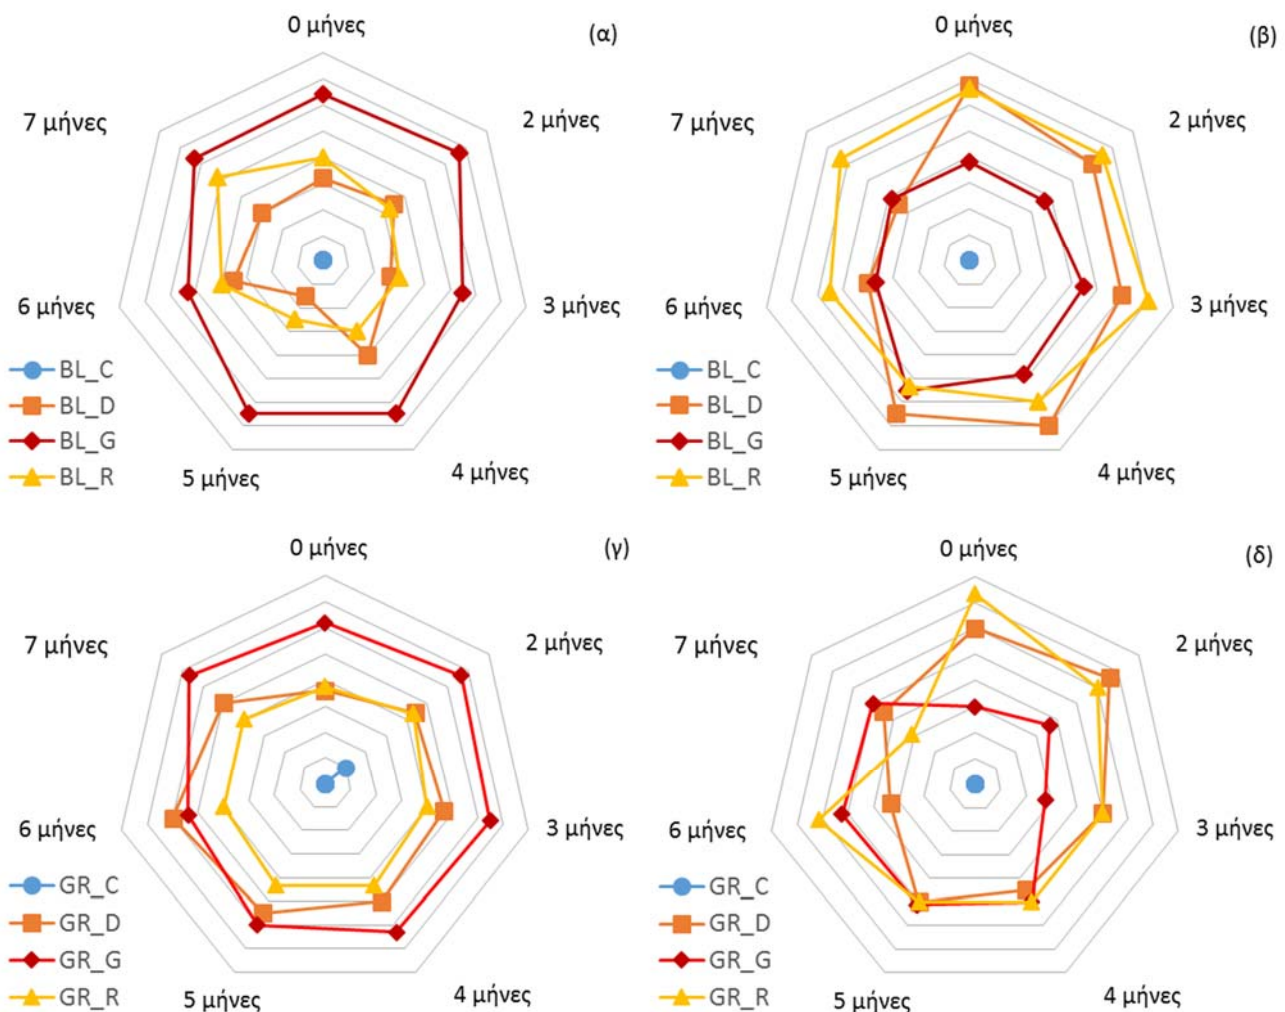 0 μήνες
(α)
2 μήνες
3 μήνες
4 μήνες
5 μήνες
6 μήνες
7 μήνες
BL_C
BL_D
BL_G
BL_R
0 μήνες
(β)
2 μήνες
3 μήνες
4 μήνες
5 μήνες
6 μήνες
7 μήνες
BL_C
BL_D
BL_G
BL_R
0 μήνες
(γ)
2 μήνες
3 μήνες
4 μήνες
5 μήνες
6 μήνες
7 μήνες
GR_C
GR_D
GR_G
GR_R
0 μήνες
(δ)
2 μήνες
3 μήνες
4 μήνες
5 μήνες
6 μήνες
7 μήνες
GR_C
GR_D
GR_G
GR_R